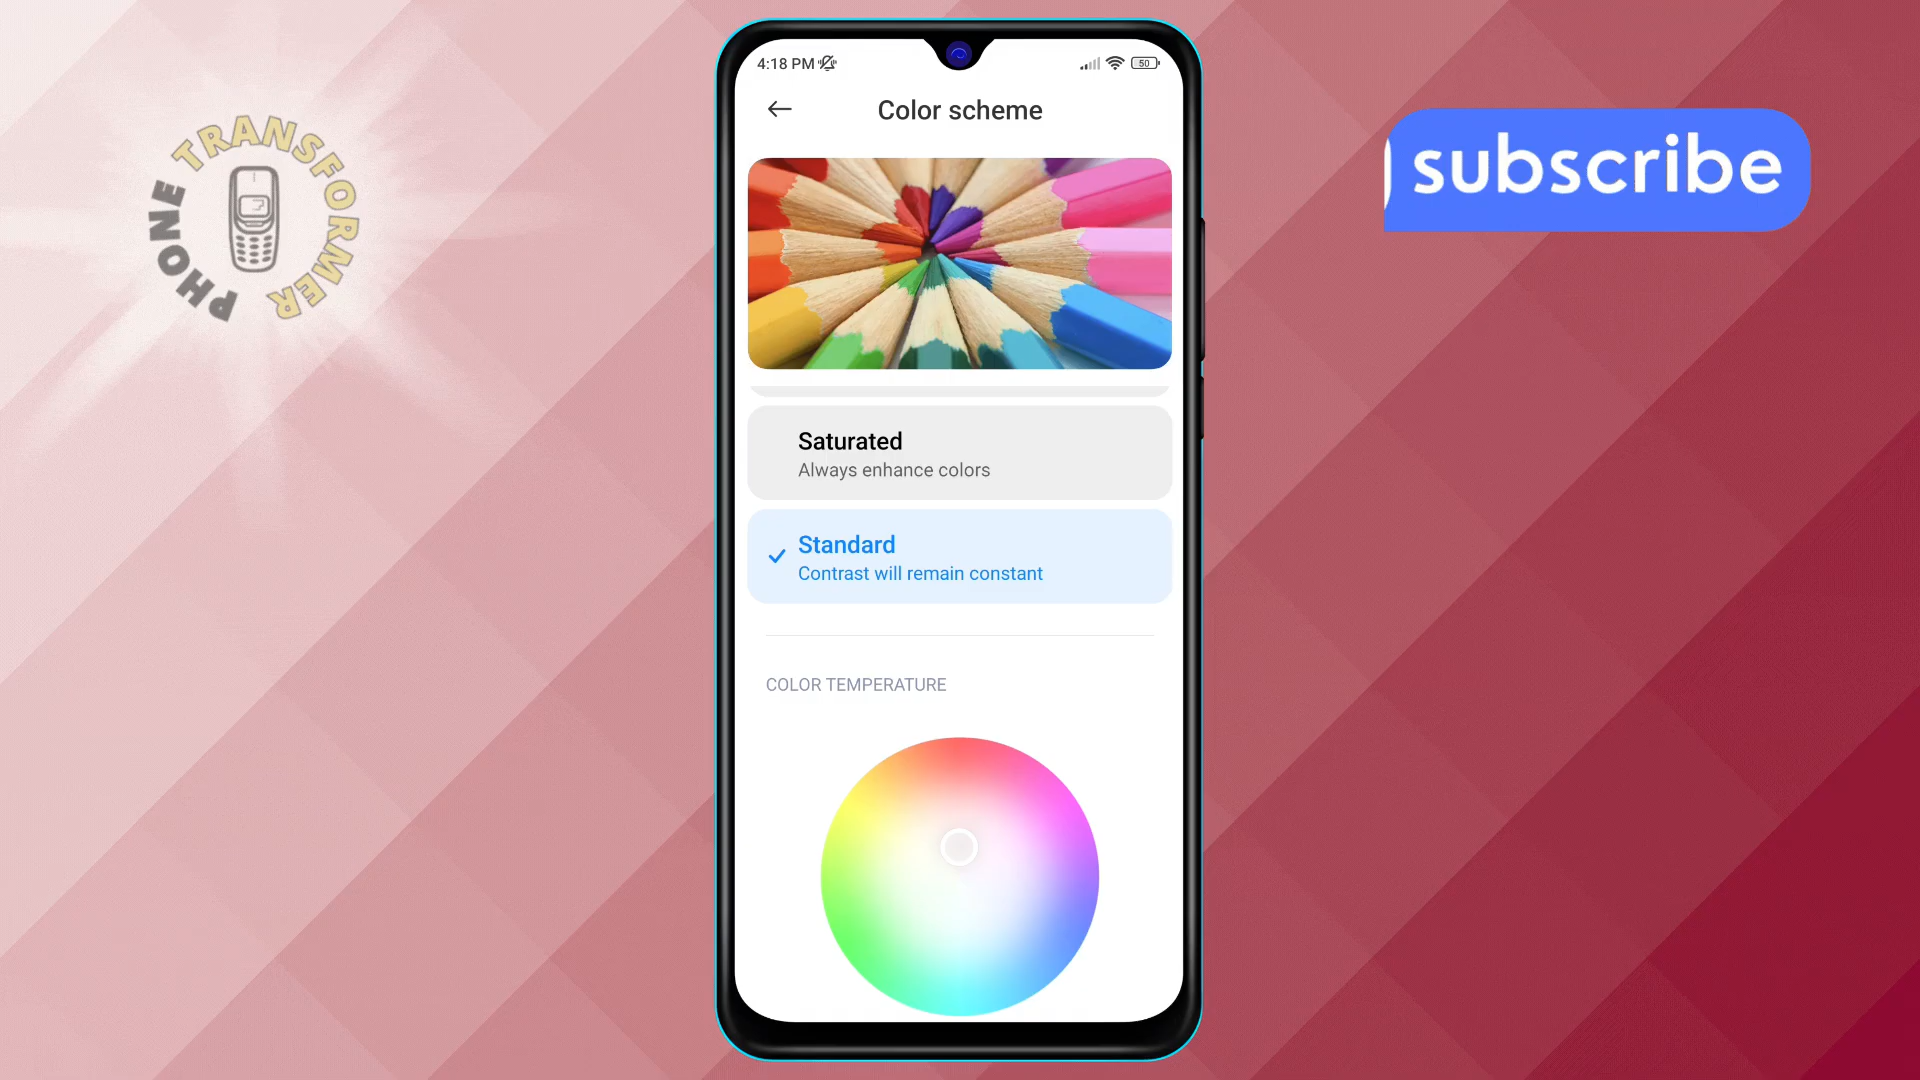 PHONE TRANSFORMER
subscribe
4:18 PM
50
Color scheme
Saturated
Always enhance colors
Standard
Contrast will remain constant
COLOR TEMPERATURE